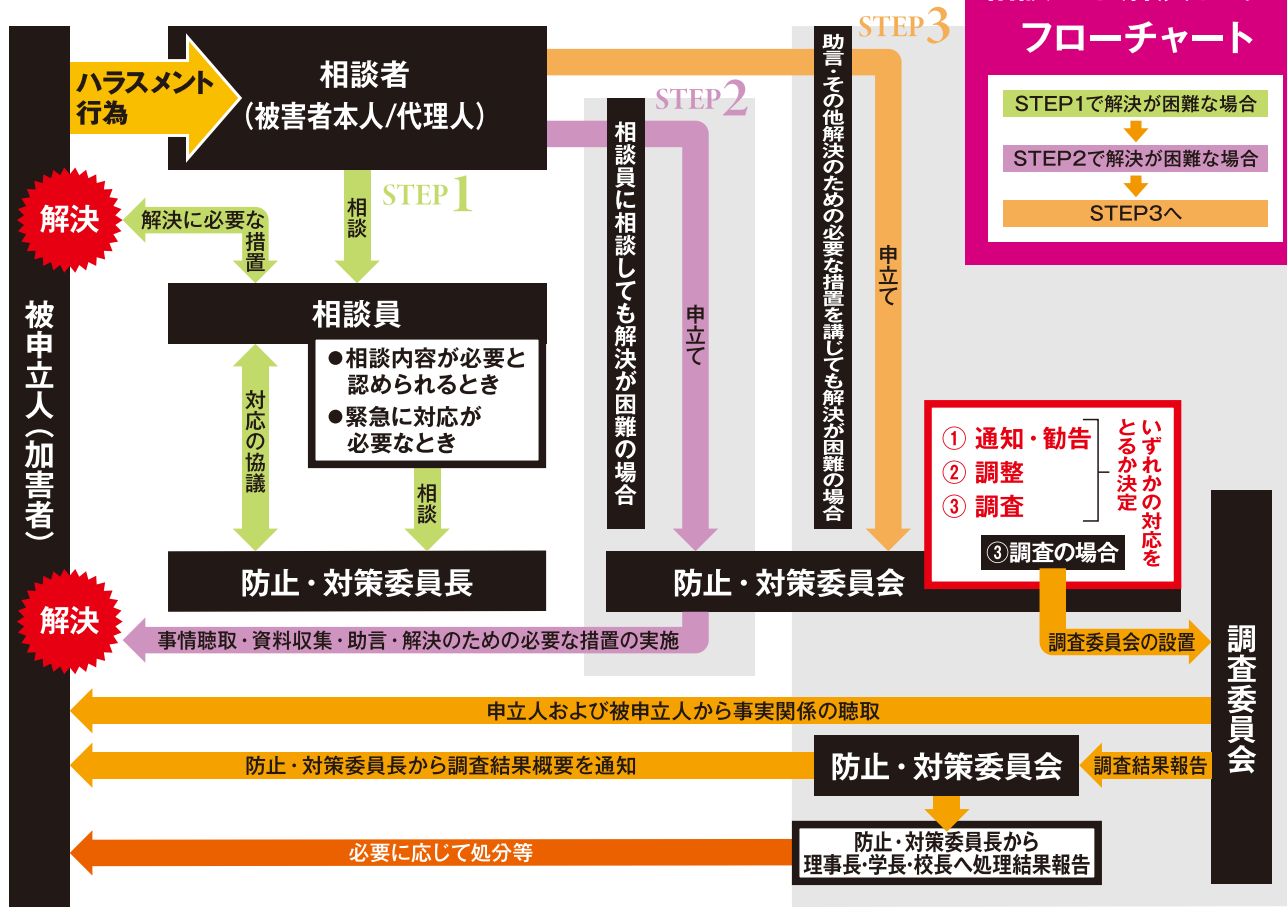 フローチャート
STEP1で解決が困難な場合
STEP2で解決が困難な場合
STEP3へ
ハラスメント
行為
相談者
（被害者本人/代理人）
STEP1
相談
解決
解決に必要な
措置
相談員
●相談内容が必要と
認められるとき
●緊急に対応が
必要なとき
対応の協議
相談
防止・対策委員長
被申立人（加害者）
STEP2
相談員に相談しても解決が困難の場合
申立て
STEP3
助言・その他解決のための必要な措置を講じても解決が困難の場合
申立て
防止・対策委員会
① 通知・勧告
② 調整
③ 調査
いずれかの対応を
とるか決定
③調査の場合
解決
事情聴取・資料収集・助言・解決のための必要な措置の実施
調査委員会の設置
調査委員会
申立人および被申立人から事実関係の聴取
調査結果報告
防止・対策委員会
防止・対策委員長から調査結果概要を通知
防止・対策委員長から
理事長・学長・校長へ処理結果報告
必要に応じて処分等